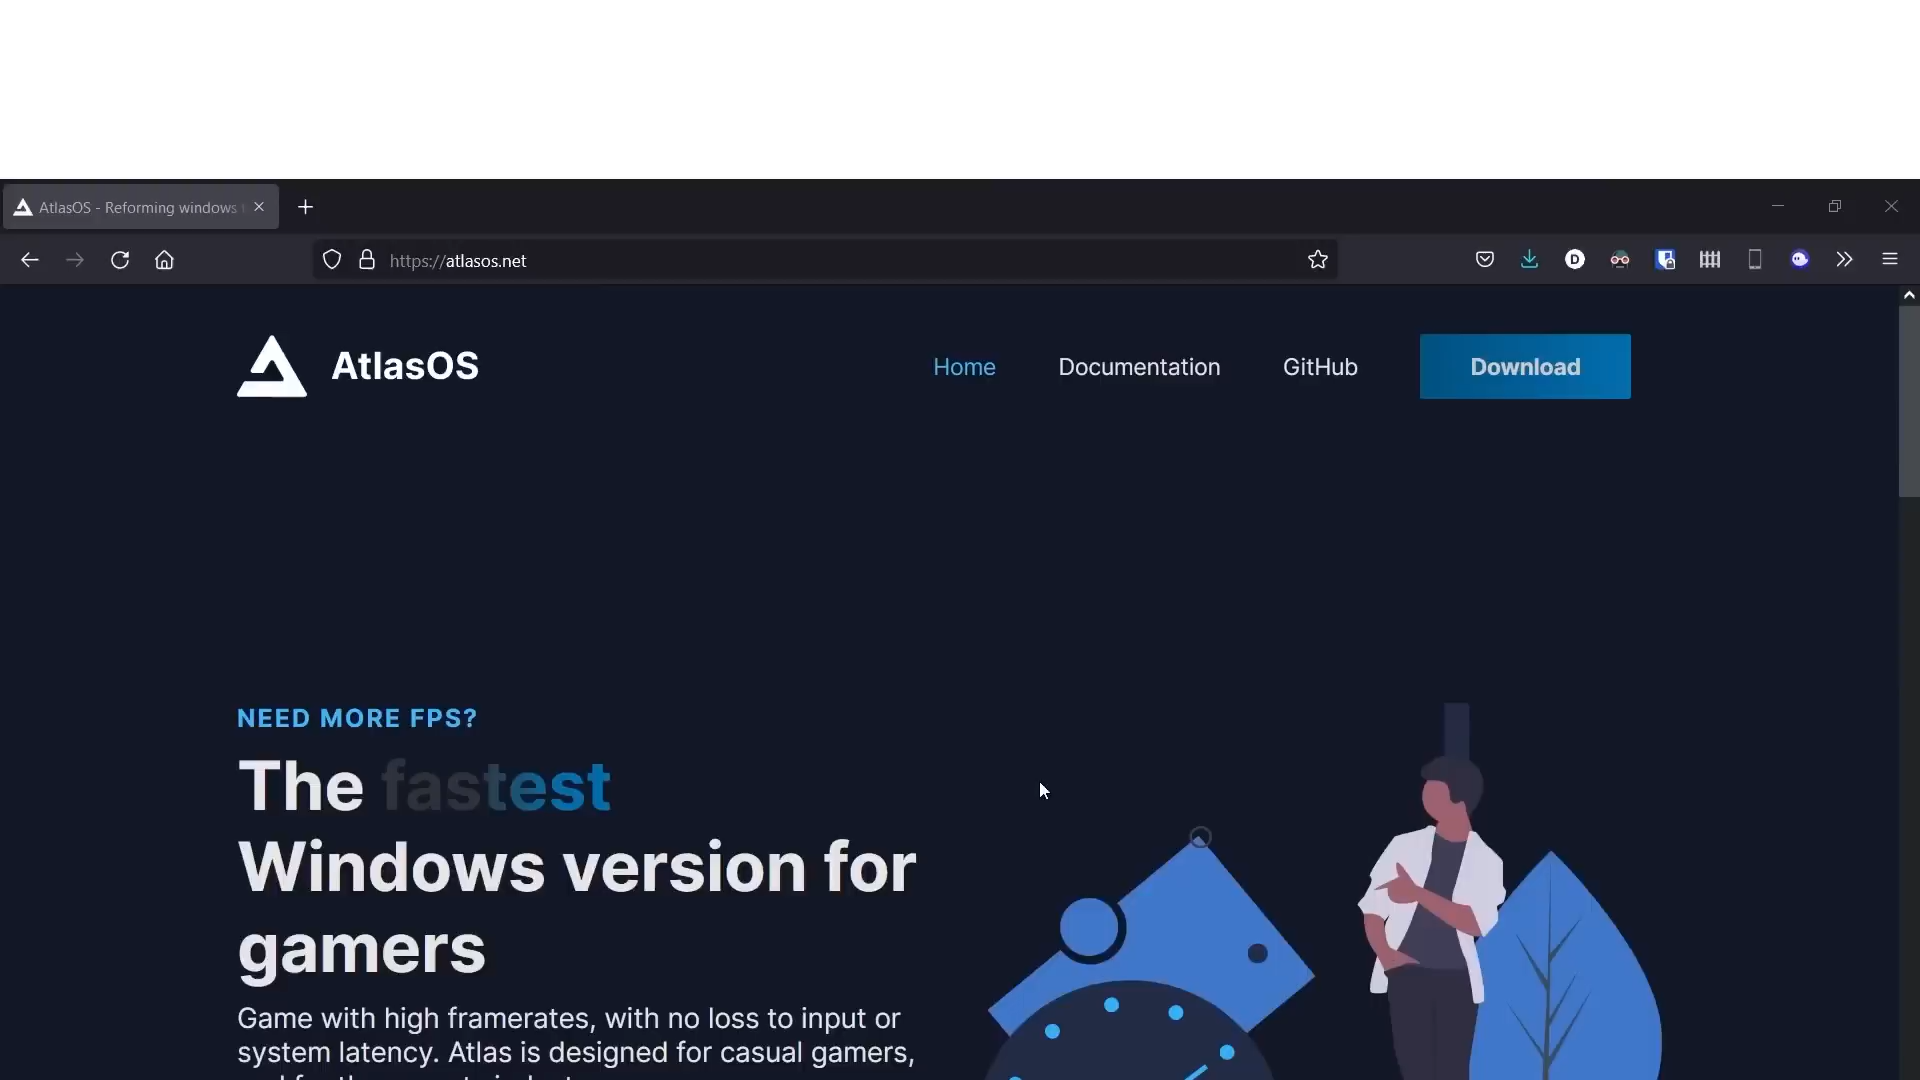 AtlasOS - Reforming windows
https://atlasos.net
AtlasOS
Home
Documentation
GitHub
Download
NEED MORE FPS?
The fastest
Windows version for
gamers
Game with high framerates, with no loss to input or
system latency. Atlas is designed for casual gamers,